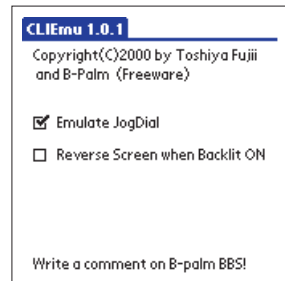 CLIEmu 1.0.1
Copyright(C)2000 by Toshiya Fujii
and B-Palm (Freeware)
Emulate JogDial
Reverse Screen when Backlit ON
Write a comment on B-palm BBS!